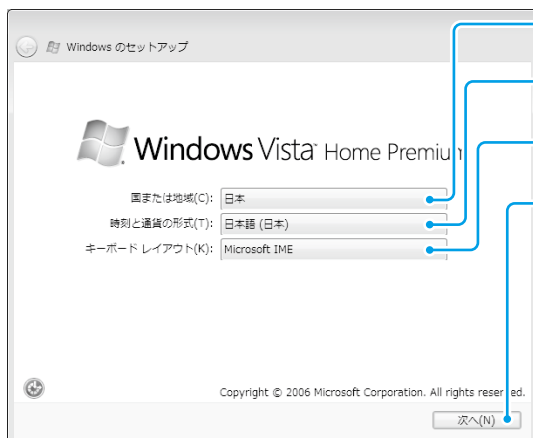 Windows のセットアップ
Windows Vista™ Home Premium
国または地域(C): 日本
時刻と通貨の形式(T): 日本語 (日本)
キーボード レイアウト(K): Microsoft IME
Copyright © 2006 Microsoft Corporation. All rights reserved.
次へ(N)